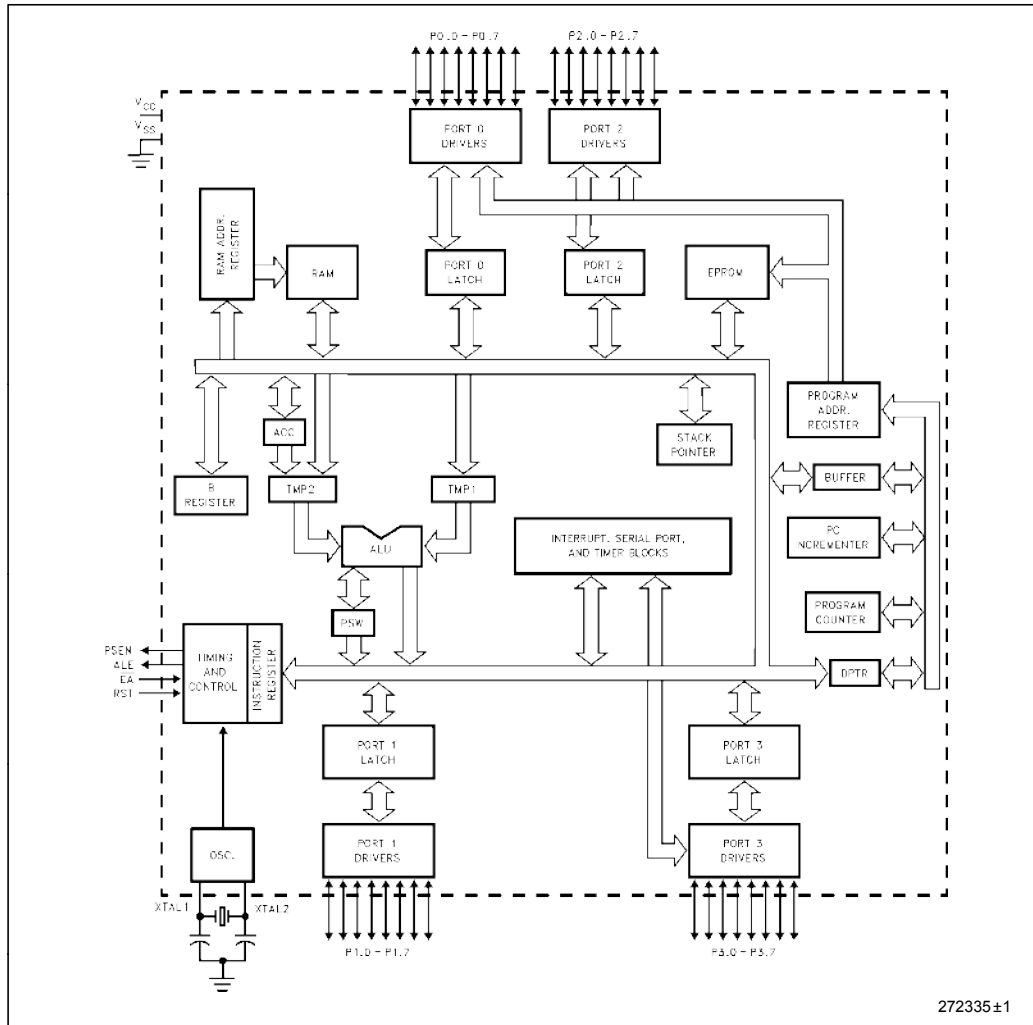 P0.0 – P0.7
P2.0 – P2.7
VCC
VSS
PORT 0
DRIVERS
PORT 2
DRIVERS
RAM ADDR.
REGISTER
RAM
PORT 0
LATCH
PORT 2
LATCH
EPROM
PROGRAM
ADDR.
REGISTER
ACC
STACK
POINTER
B
REGISTER
TMP2
TMP1
BUFFER
ALU
INTERRUPT, SERIAL PORT,
AND TIMER BLOCKS
PC
NCREMENTER
PSW
PROGRAM
COUNTER
PSEN
ALE
EA
RST
TIMING
AND
CONTROL
INSTRUCTION
REGISTER
DPTR
PORT 1
LATCH
PORT 3
LATCH
OSC.
PORT 1
DRIVERS
PORT 3
DRIVERS
XTAL1
XTAL2
P1.0 – P1.7
P3.0 – P3.7
272335±1